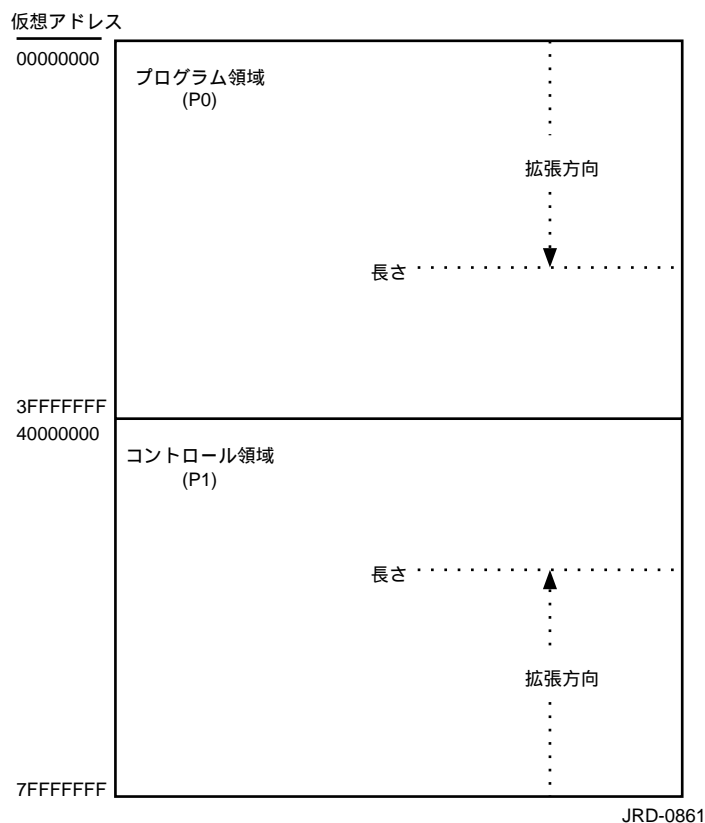 仮想アドレス
00000000
プログラム領域
(P0)
拡張方向
長さ
3FFFFFFF
40000000
コントロール領域
(P1)
長さ
拡張方向
7FFFFFFF
JRD-0861